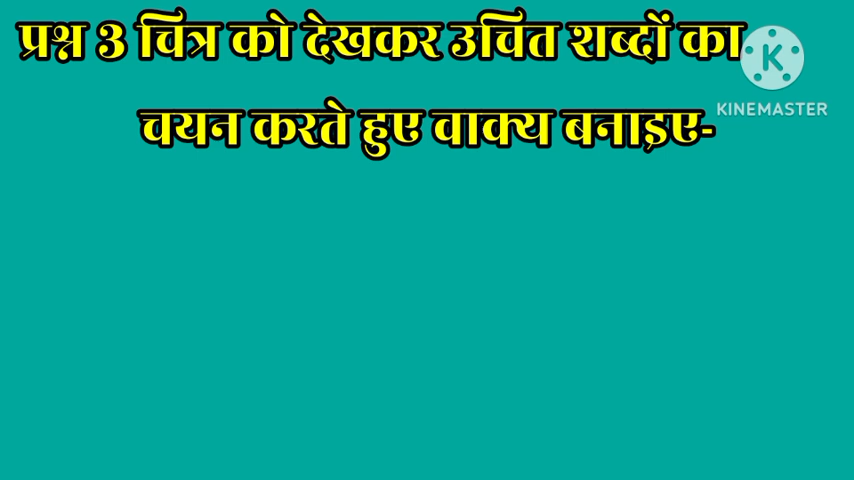 प्रश्न 3 चित्र को देखकर उचित शब्दों का
चयन करते हुए वाक्य बनाइए-
K
KINEMASTER